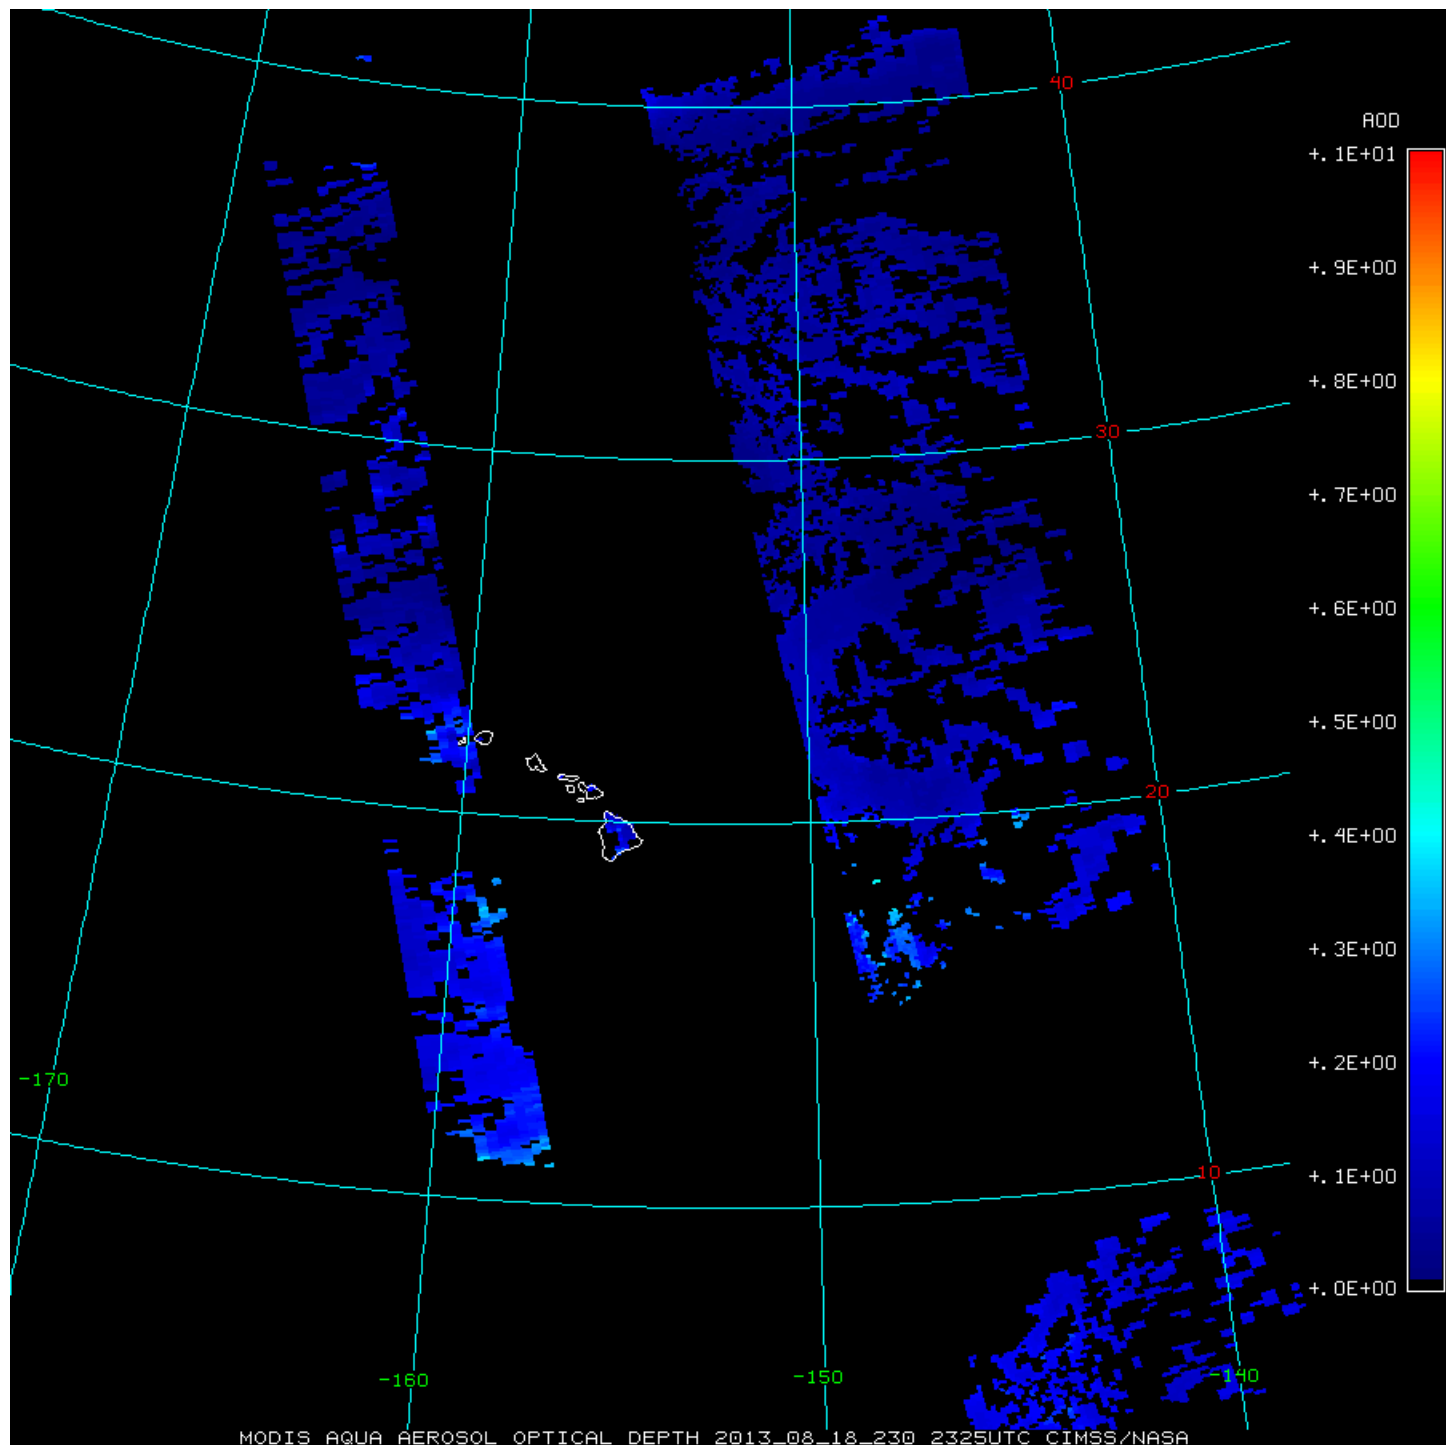 40
AOD
+.1E+01
+.9E+00
+.8E+00
30
+.7E+00
+.6E+00
+.5E+00
20
+.4E+00
+.3E+00
-170
+.2E+00
10
+.1E+00
+.0E+00
-160
-150
-140
MODIS AQUA AEROSOL OPTICAL DEPTH 2013_08_18_230 2325UTC CIMSS/NASA